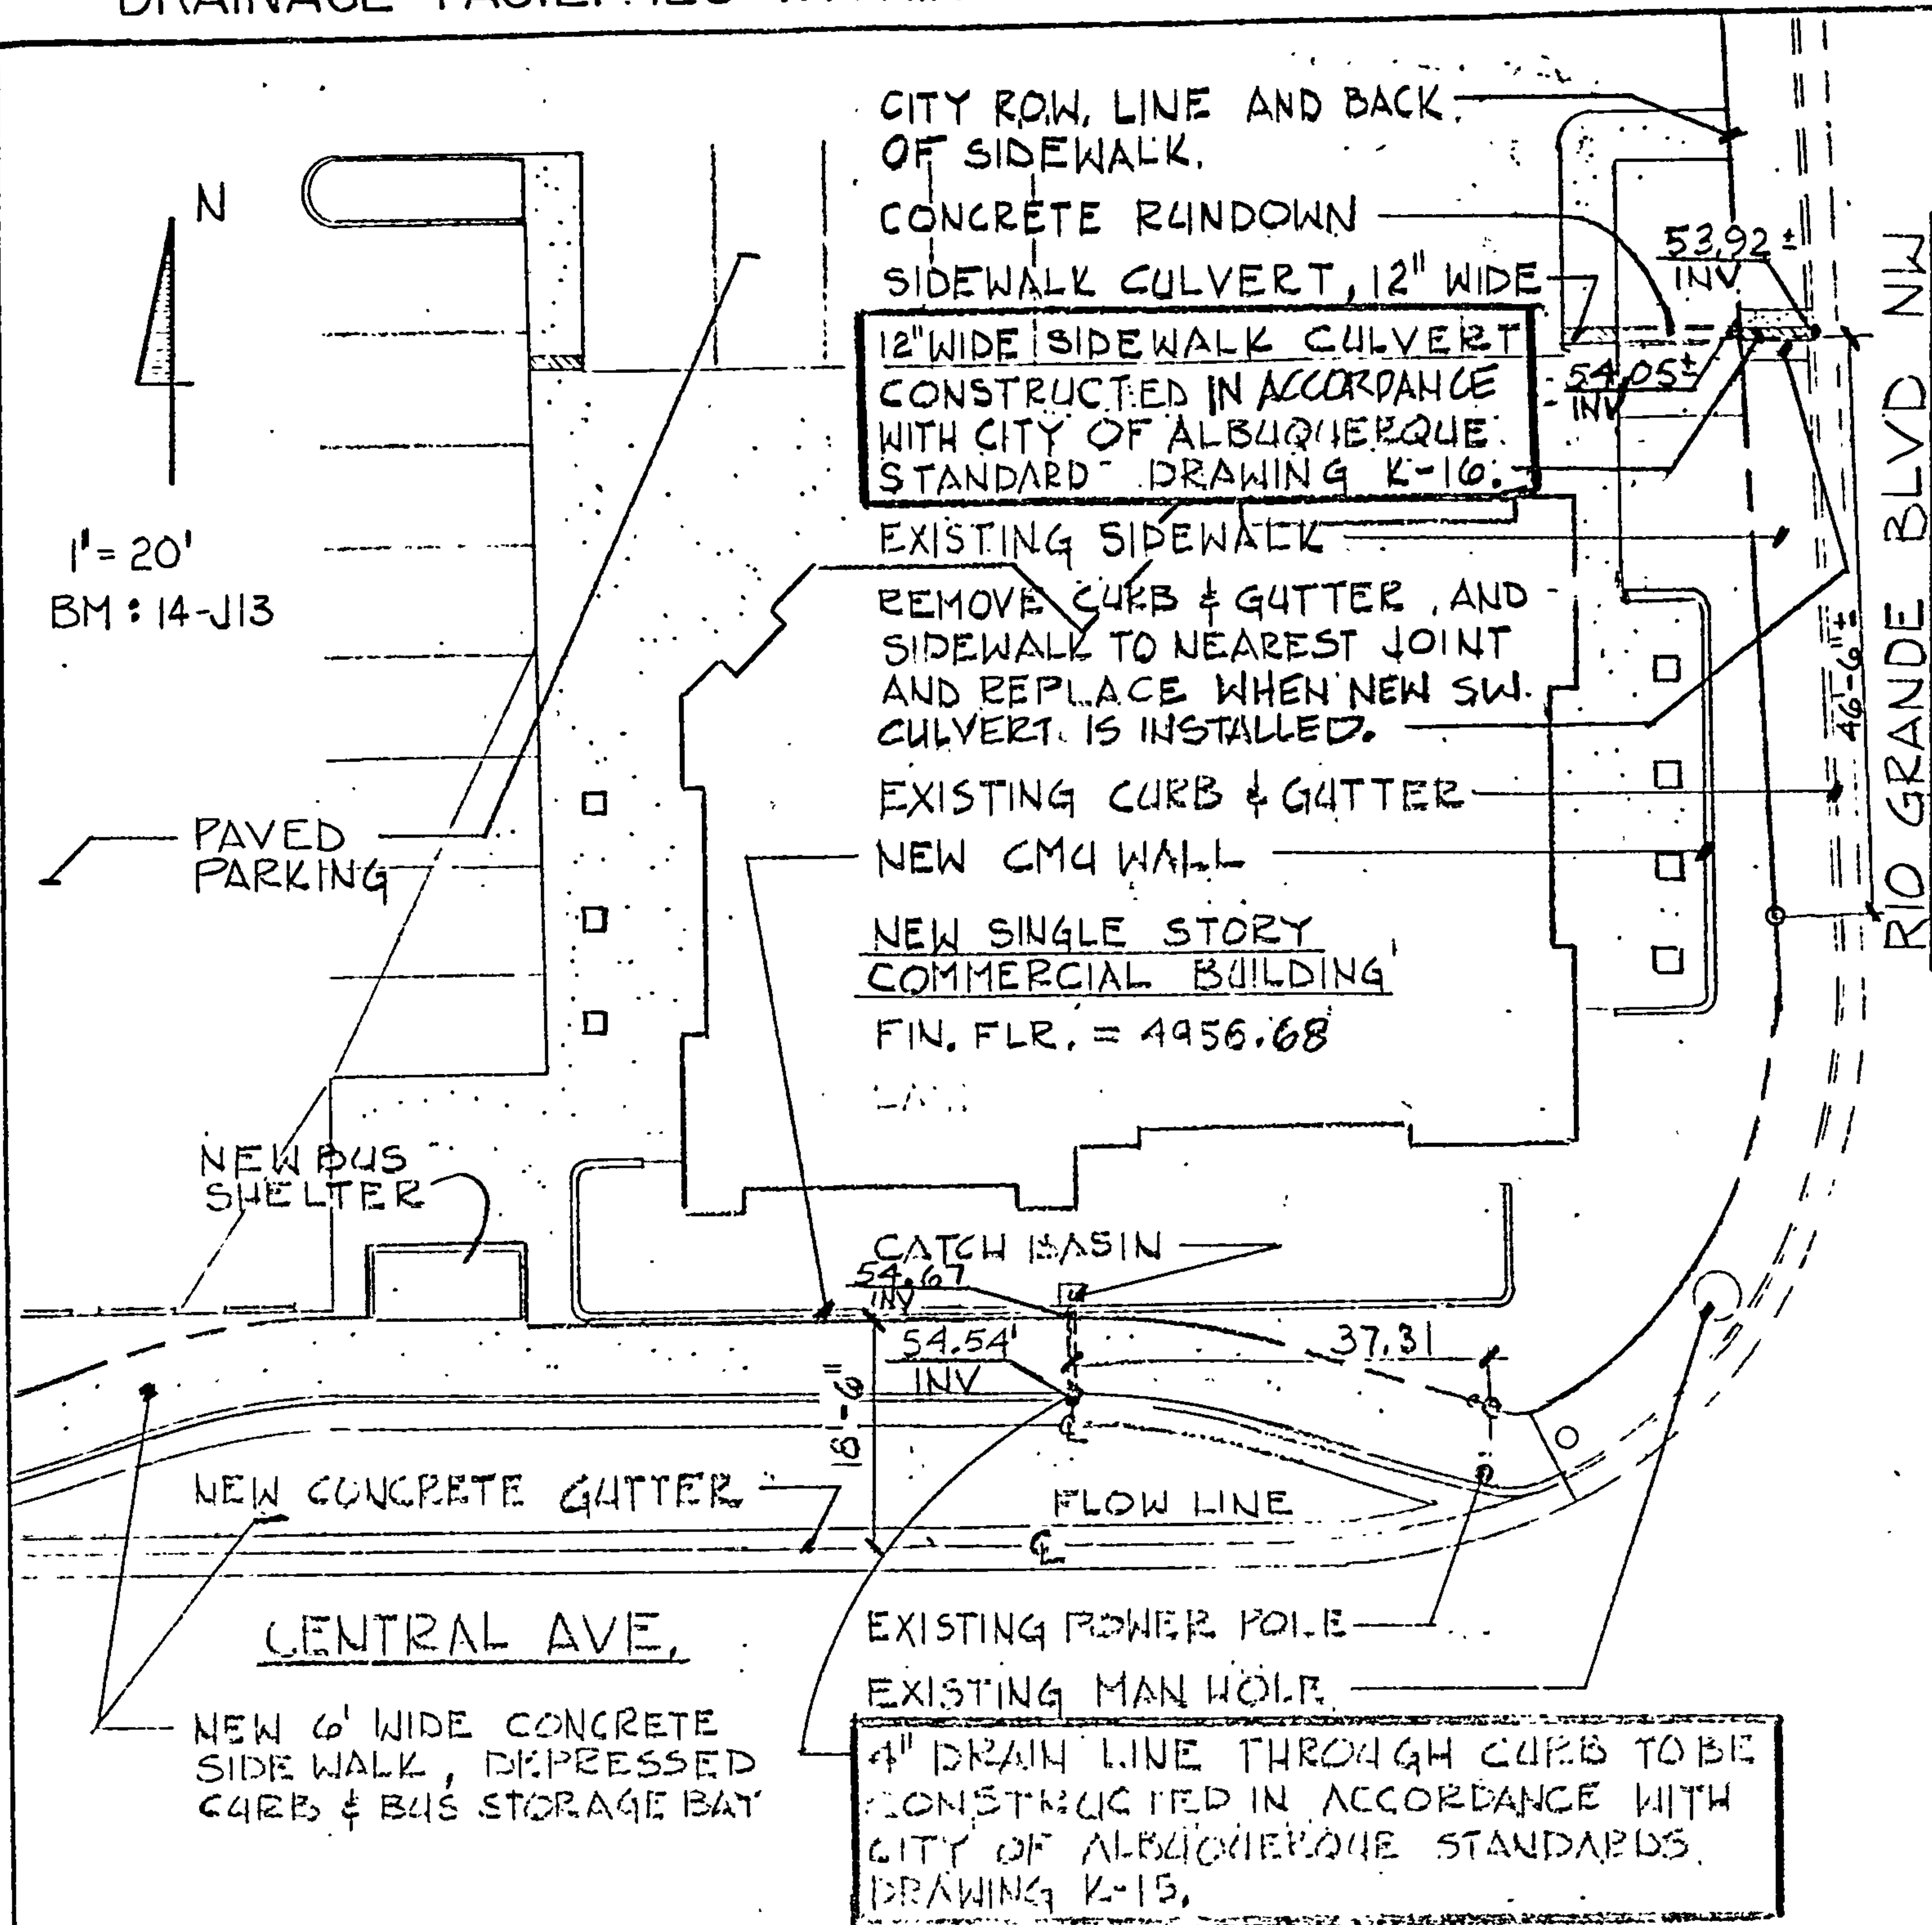 CITY R.O.W. LINE AND BACK
OF SIDEWALK.
CONCRETE RUNDOWN
SIDEWALK CULVERT, 12" WIDE
12" WIDE SIDEWALK CULVERT
CONSTRUCTED IN ACCORDANCE
WITH CITY OF ALBUQUERQUE
STANDARD DRAWING K-16.
53.92 ±
INV.
54.05 ±
INV
N
1" = 20'
BM : 14-J13
EXISTING SIDEWALK
REMOVE CURB & GUTTER, AND
SIDEWALK TO NEAREST JOINT
AND REPLACE WHEN NEW SW.
CULVERT IS INSTALLED.
EXISTING CURB & GUTTER
NEW CMU WALL
PAVED
PARKING
NEW SINGLE STORY
COMMERCIAL BUILDING
FIN. FLR. = 4956.68
46'-6" ±
RIO GRANDE BLVD NW
NEW BUS
SHELTER
CATCH BASIN
54.67
INV
54.54'
INV
37.31
18'-6"
℄
NEW CONCRETE GUTTER
FLOW LINE
℄
CENTRAL AVE.
EXISTING POWER POLE
EXISTING MAN HOLE
NEW 6' WIDE CONCRETE
SIDE WALK, DEPRESSED
CURB & BUS STORAGE BAY
4" DRAIN LINE THROUGH CURB TO BE
CONSTRUCTED IN ACCORDANCE WITH
CITY OF ALBUQUERQUE STANDARDS.
DRAWING K-15.